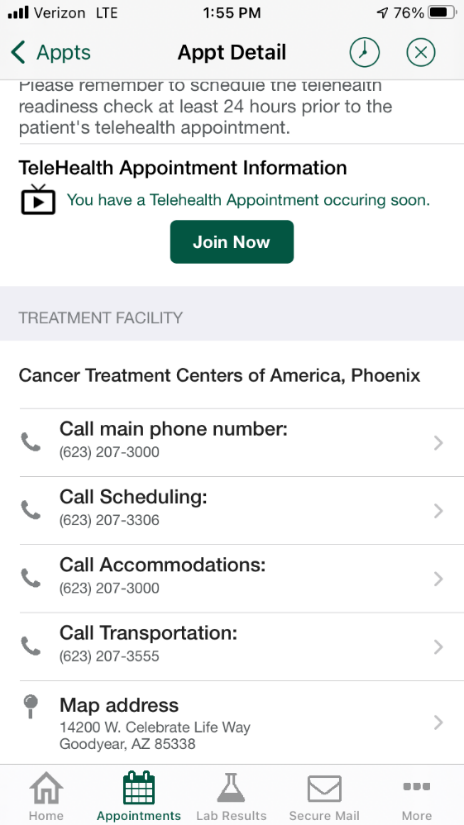 Verizon LTE 1:55 PM 76%
Appts Appt Detail
Please remember to schedule the telehealth
readiness check at least 24 hours prior to the
patient's telehealth appointment.
TeleHealth Appointment Information
You have a Telehealth Appointment occuring soon.
Join Now
TREATMENT FACILITY
Cancer Treatment Centers of America, Phoenix
Call main phone number:
(623) 207-3000
Call Scheduling:
(623) 207-3306
Call Accommodations:
(623) 207-3000
Call Transportation:
(623) 207-3555
Map address
14200 W. Celebrate Life Way
Goodyear, AZ 85338
Home Appointments Lab Results Secure Mail More